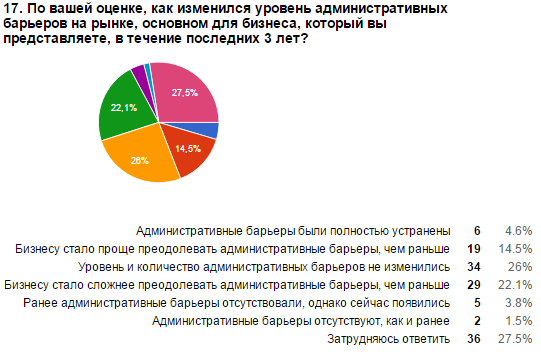 17. По вашей оценке, как изменился уровень административных
барьеров на рынке, основном для бизнеса, который вы
представляете, в течение последних 3 лет?
27,5%
22,1%
14,5%
26%
Административные барьеры были полностью устранены 6 4.6%
Бизнесу стало проще преодолевать административные барьеры, чем раньше 19 14.5%
Уровень и количество административных барьеров не изменились 34 26%
Бизнесу стало сложнее преодолевать административные барьеры, чем раньше 29 22.1%
Ранее административные барьеры отсутствовали, однако сейчас появились 5 3.8%
Административные барьеры отсутствуют, как и ранее 2 1.5%
Затрудняюсь ответить 36 27.5%